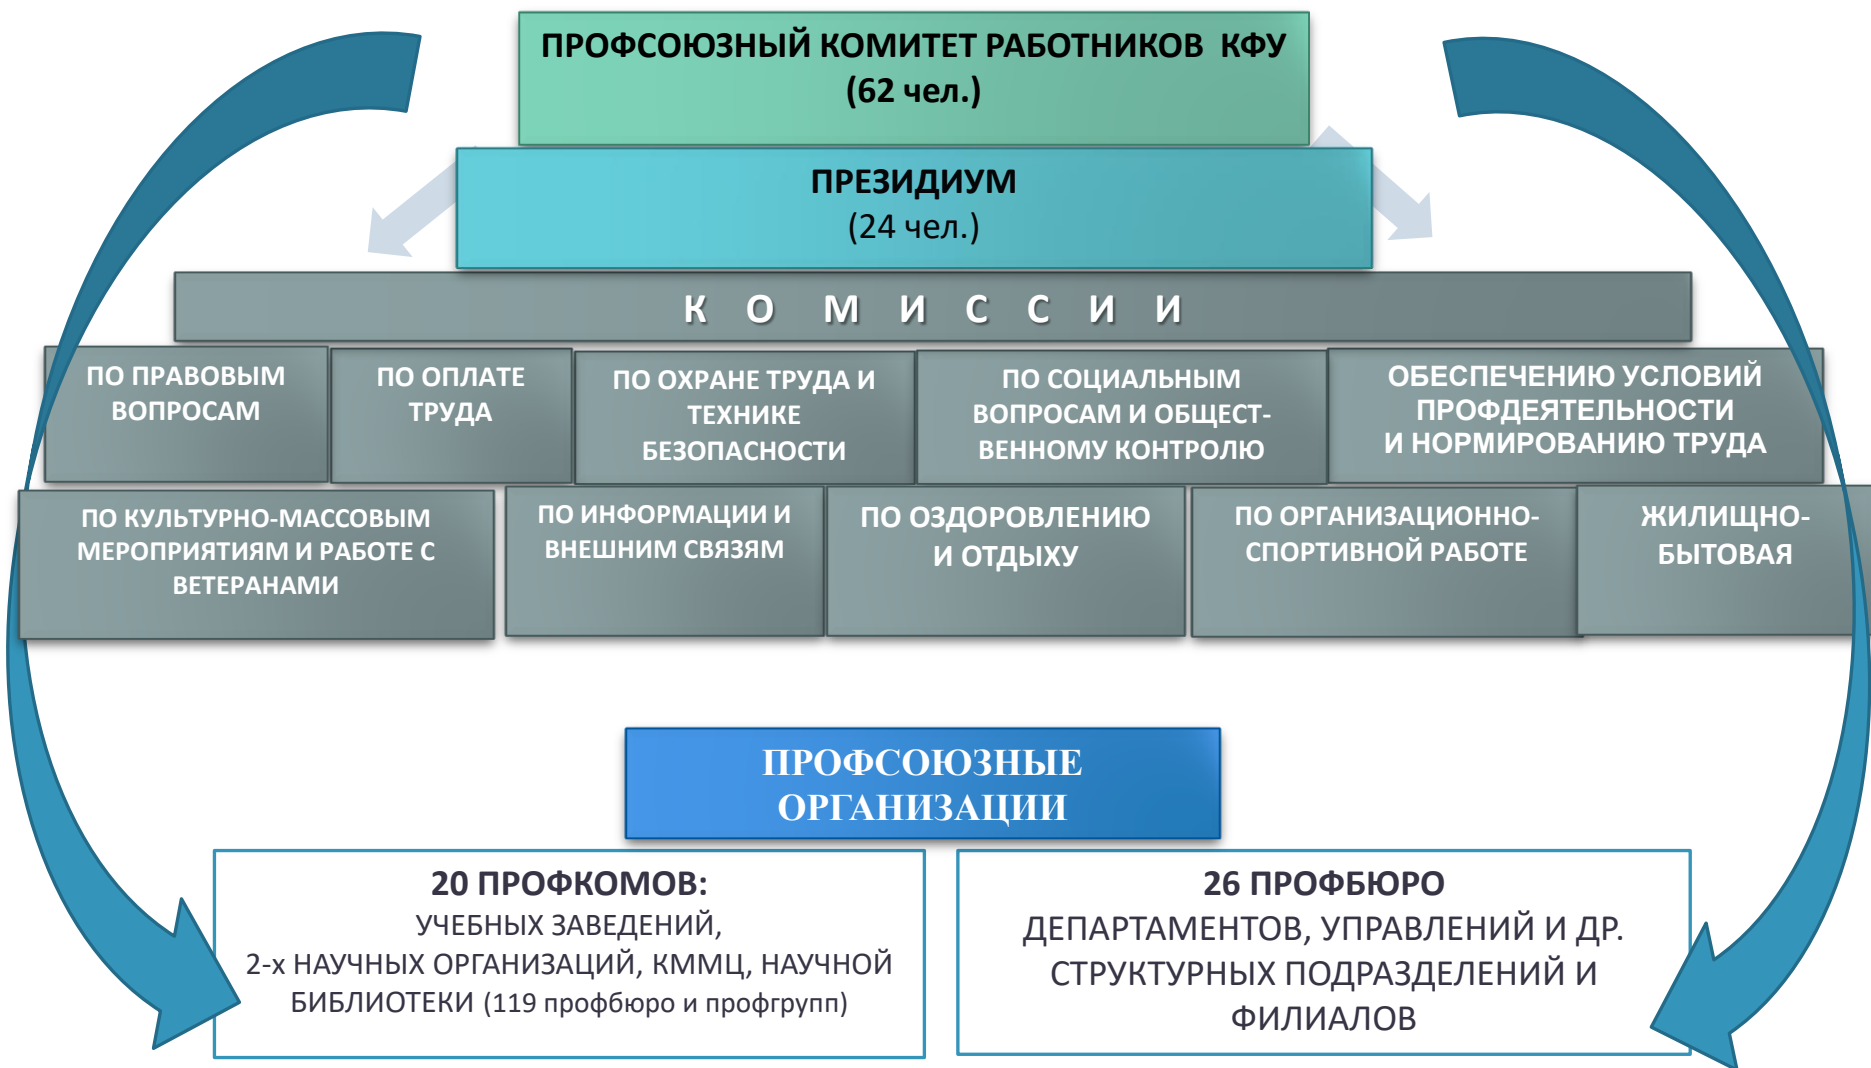 ПРОФСОЮЗНЫЙ КОМИТЕТ РАБОТНИКОВ КФУ
(62 чел.)
ПРЕЗИДИУМ
(24 чел.)
К О М И С С И И
ПО ПРАВОВЫМ
ВОПРОСАМ
ПО ОПЛАТЕ
ТРУДА
ПО ОХРАНЕ ТРУДА И
ТЕХНИКЕ
БЕЗОПАСНОСТИ
ПО СОЦИАЛЬНЫМ
ВОПРОСАМ И ОБЩЕСТ-
ВЕННОМУ КОНТРОЛЮ
ОБЕСПЕЧЕНИЮ УСЛОВИЙ
ПРОФДЕЯТЕЛЬНОСТИ
И НОРМИРОВАНИЮ ТРУДА
ПО КУЛЬТУРНО-МАССОВЫМ
МЕРОПРИЯТИЯМ И РАБОТЕ С
ВЕТЕРАНАМИ
ПО ИНФОРМАЦИИ И
ВНЕШНИМ СВЯЗЯМ
ПО ОЗДОРОВЛЕНИЮ
И ОТДЫХУ
ПО ОРГАНИЗАЦИОННО-
СПОРТИВНОЙ РАБОТЕ
ЖИЛИЩНО-
БЫТОВАЯ
ПРОФСОЮЗНЫЕ
ОРГАНИЗАЦИИ
20 ПРОФКОМОВ:
УЧЕБНЫХ ЗАВЕДЕНИЙ,
2-х НАУЧНЫХ ОРГАНИЗАЦИЙ, КММЦ, НАУЧНОЙ
БИБЛИОТЕКИ (119 профбюро и профгрупп)
26 ПРОФБЮРО
ДЕПАРТАМЕНТОВ, УПРАВЛЕНИЙ И ДР.
СТРУКТУРНЫХ ПОДРАЗДЕЛЕНИЙ И
ФИЛИАЛОВ